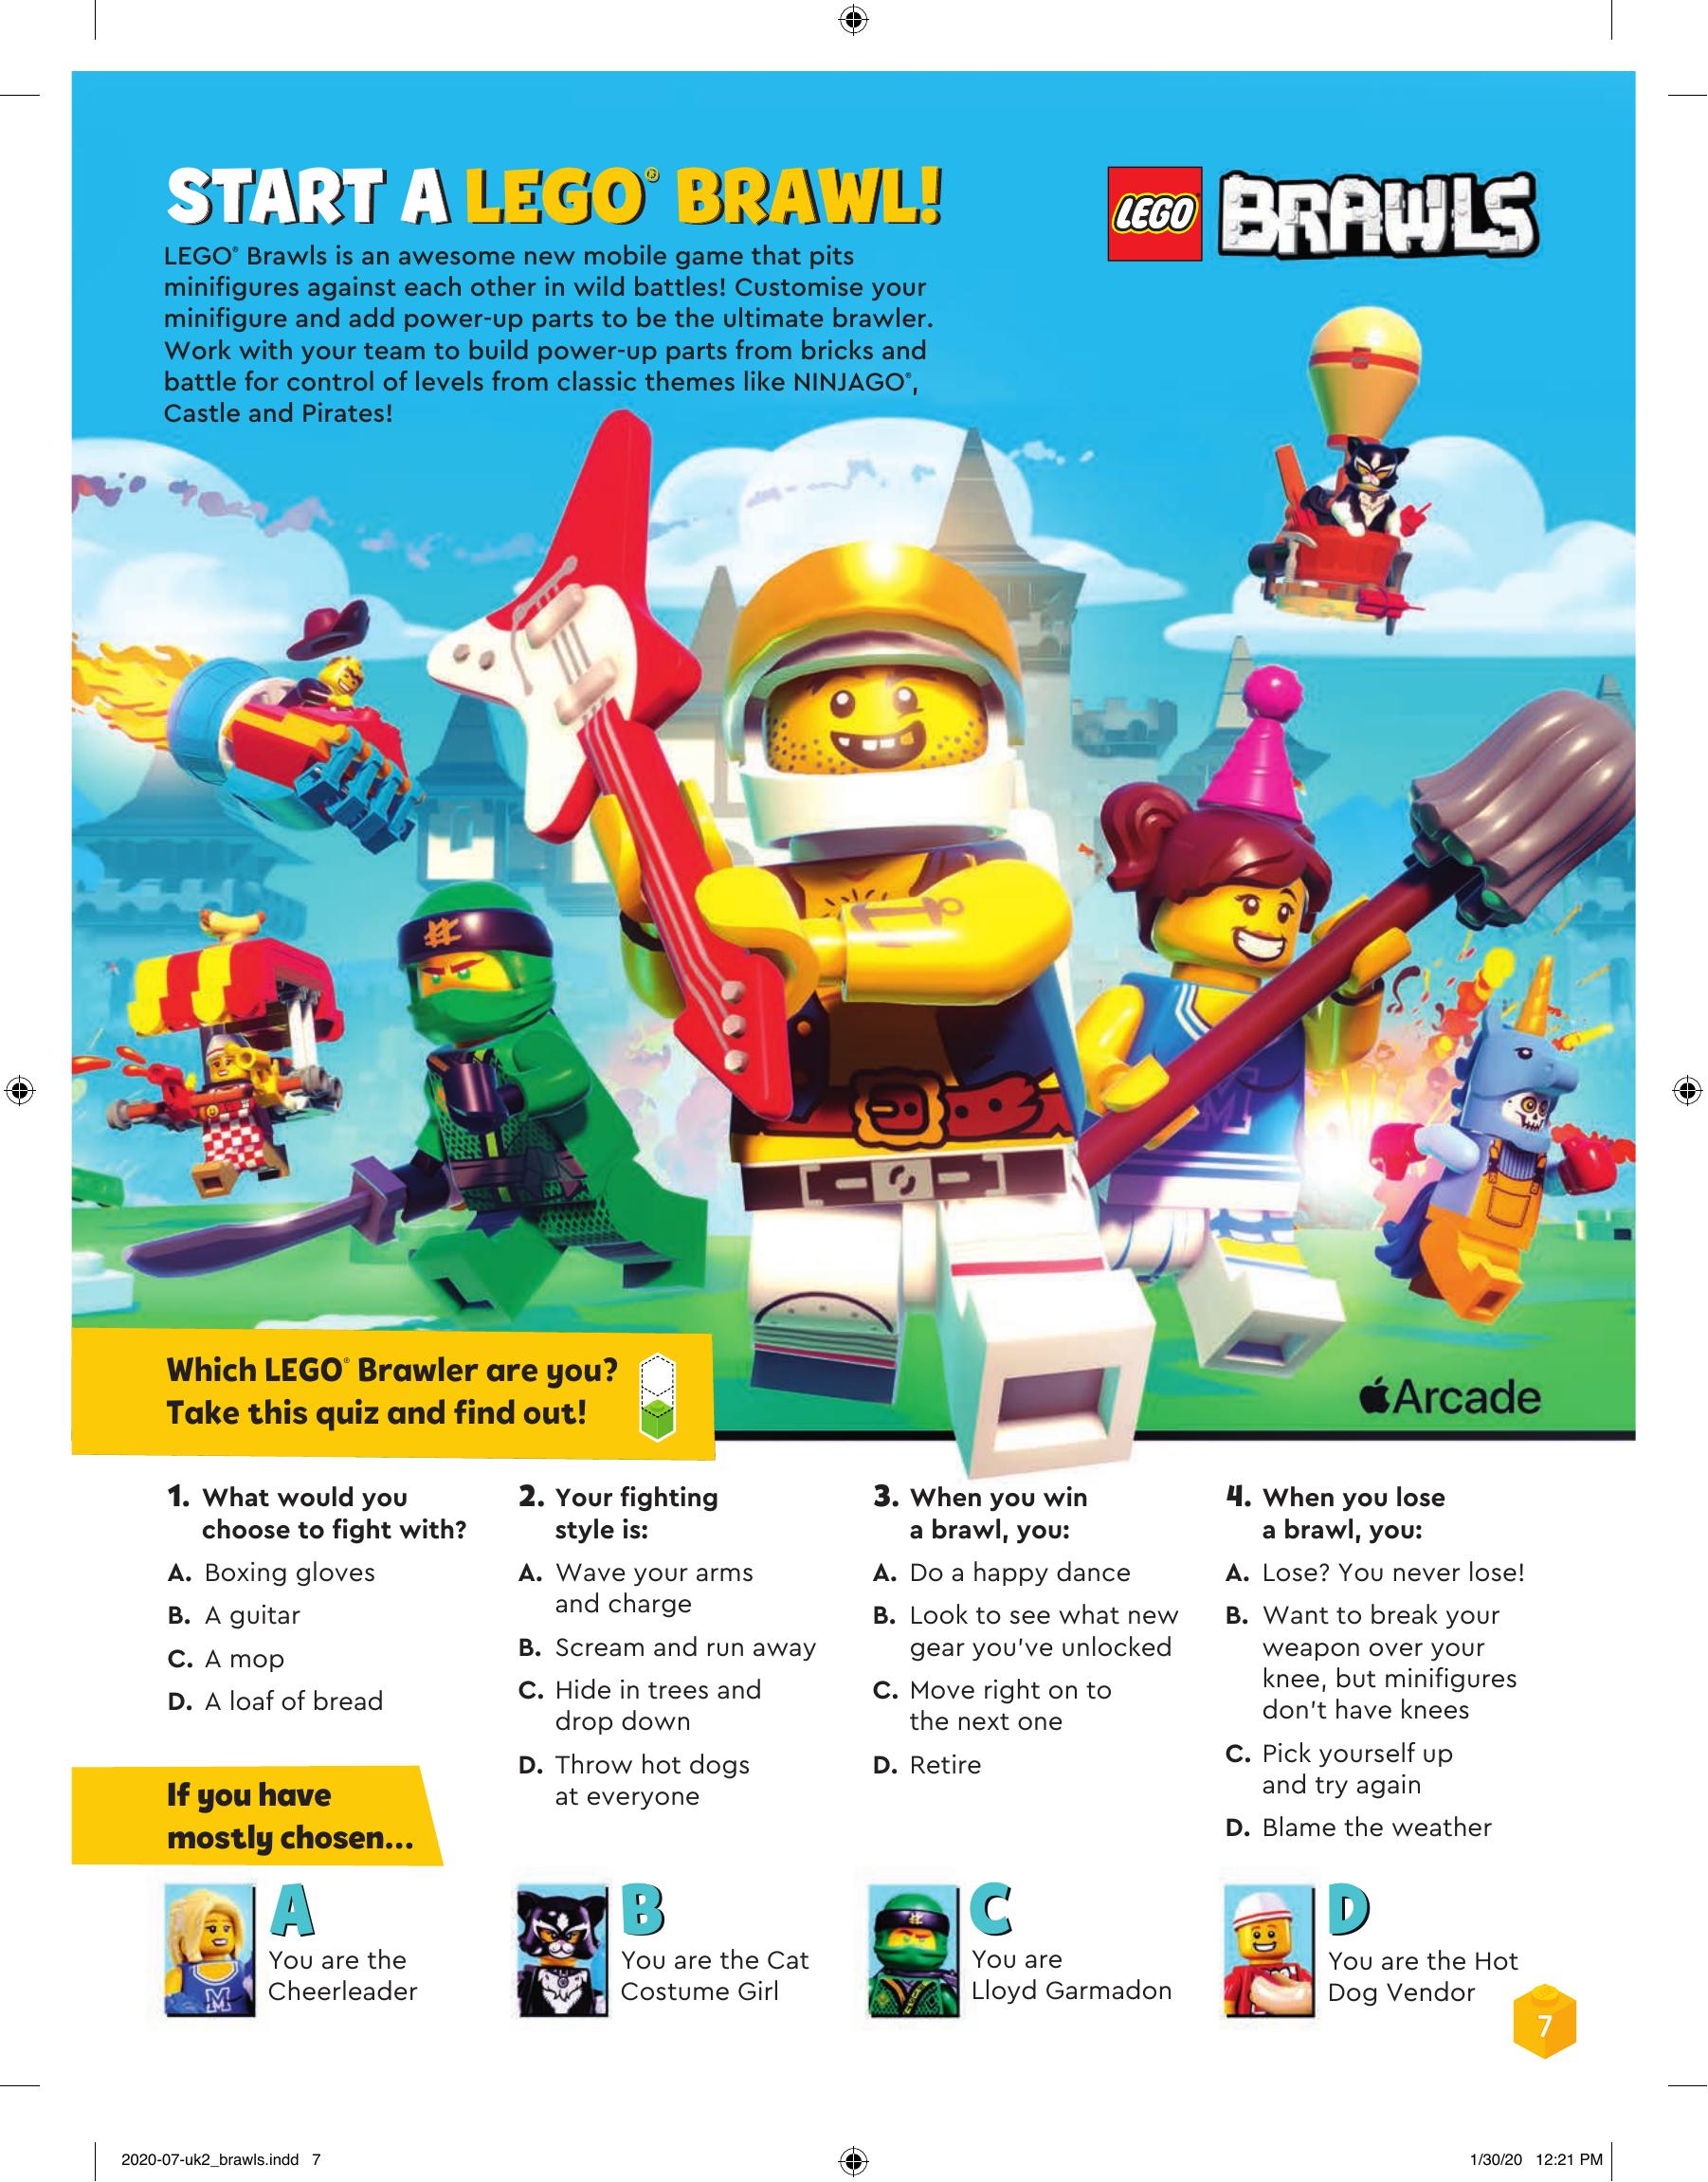 START A LEGO® BRAWL!
LEGO® Brawls is an awesome new mobile game that pits
minifigures against each other in wild battles! Customise your
minifigure and add power-up parts to be the ultimate brawler.
Work with your team to build power-up parts from bricks and
battle for control of levels from classic themes like NINJAGO®,
Castle and Pirates!
LEGO BRAWLS
M
Arcade
Which LEGO® Brawler are you?
Take this quiz and find out!
1. What would you
choose to fight with?
A. Boxing gloves
B. A guitar
C. A mop
D. A loaf of bread
2. Your fighting
style is:
A. Wave your arms
and charge
B. Scream and run away
C. Hide in trees and
drop down
D. Throw hot dogs
at everyone
3. When you win
a brawl, you:
A. Do a happy dance
B. Look to see what new
gear you've unlocked
C. Move right on to
the next one
D. Retire
4. When you lose
a brawl, you:
A. Lose? You never lose!
B. Want to break your
weapon over your
knee, but minifigures
don't have knees
C. Pick yourself up
and try again
D. Blame the weather
If you have
mostly chosen...
M
A
You are the
Cheerleader
B
You are the Cat
Costume Girl
C
You are
Lloyd Garmadon
D
You are the Hot
Dog Vendor
7
2020-07-uk2_brawls.indd 7
1/30/20 12:21 PM